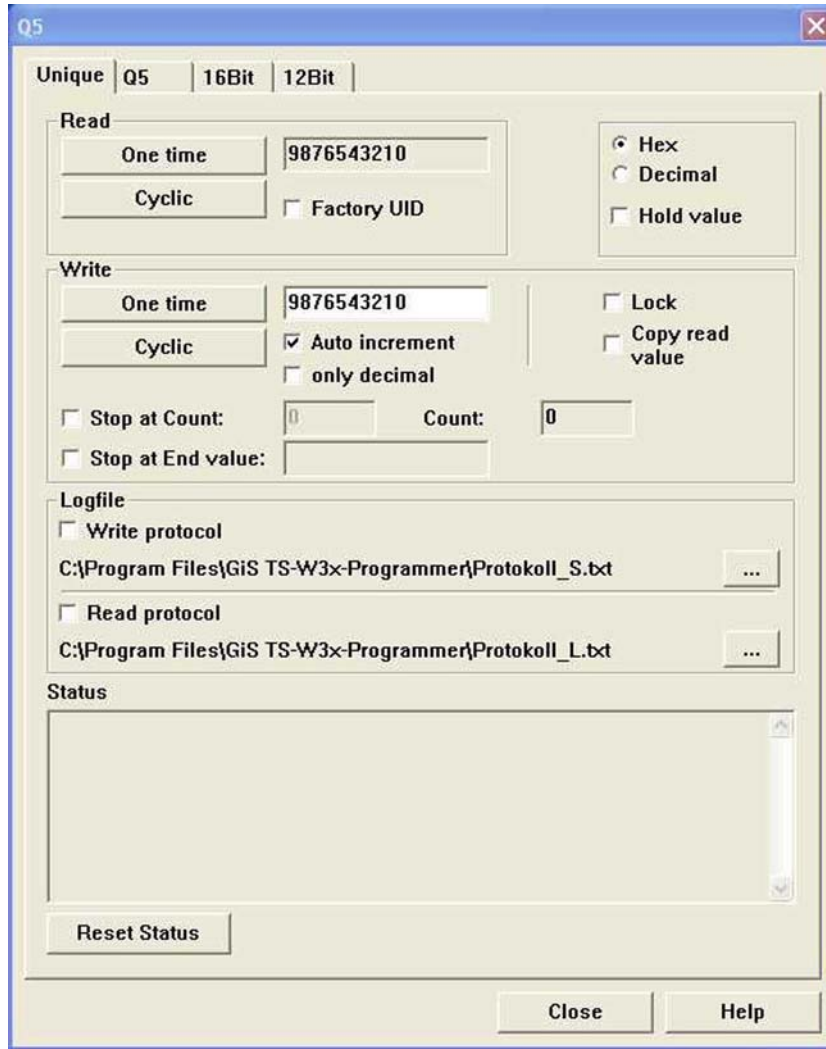 Q5
Unique Q5 16Bit 12Bit
Read
One time 9876543210
Cyclic Factory UID
Hex
Decimal
Hold value
Write
One time 9876543210
Cyclic Auto increment
only decimal
Lock
Copy read
value
Stop at Count: 0 Count: 0
Stop at End value:
Logfile
Write protocol
C:\Program Files\GiS TS-W3x-Programmer\Protokoll_S.txt ...
Read protocol
C:\Program Files\GiS TS-W3x-Programmer\Protokoll_L.txt ...
Status
Reset Status
Close Help